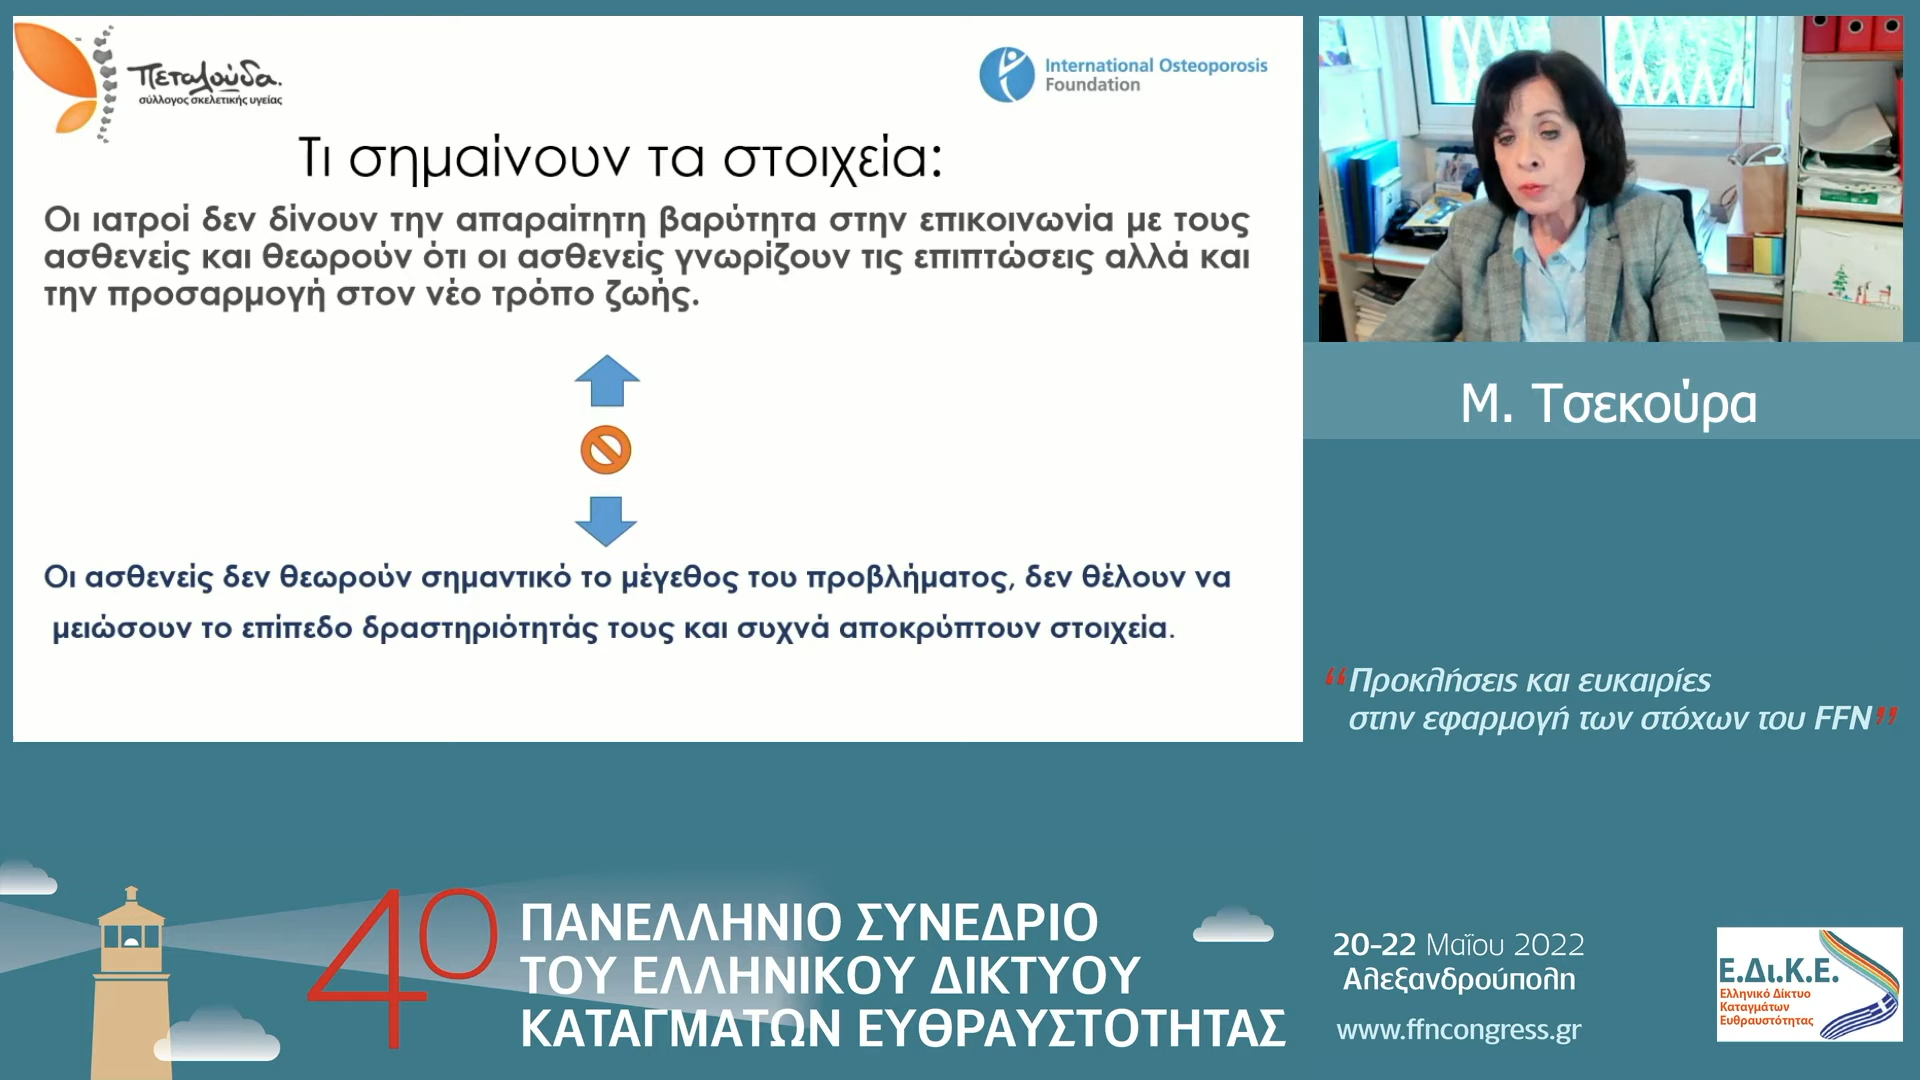 Πεταλούδα.
σύλλογος σκελετικής υγείας
International Osteoporosis
Foundation
Τι σημαίνουν τα στοιχεία:
Οι ιατροί δεν δίνουν την απαραίτητη βαρύτητα στην επικοινωνία με τους
ασθενείς και θεωρούν ότι οι ασθενείς γνωρίζουν τις επιπτώσεις αλλά και
την προσαρμογή στον νέο τρόπο ζωής.
Οι ασθενείς δεν θεωρούν σημαντικό το μέγεθος του προβλήματος, δεν θέλουν να
μειώσουν το επίπεδο δραστηριότητάς τους και συχνά αποκρύπτουν στοιχεία.
Μ. Τσεκούρα
“Προκλήσεις και ευκαιρίες
στην εφαρμογή των στόχων του FFN”
4ο
ΠΑΝΕΛΛΗΝΙΟ ΣΥΝΕΔΡΙΟ
ΤΟΥ ΕΛΛΗΝΙΚΟΥ ΔΙΚΤΥΟΥ
ΚΑΤΑΓΜΑΤΩΝ ΕΥΘΡΑΥΣΤΟΤΗΤΑΣ
20-22 Μαΐου 2022
Αλεξανδρούπολη
www.ffncongress.gr
Ε.Δι.Κ.Ε.
Ελληνικό Δίκτυο
Καταγμάτων
Ευθραυστότητας